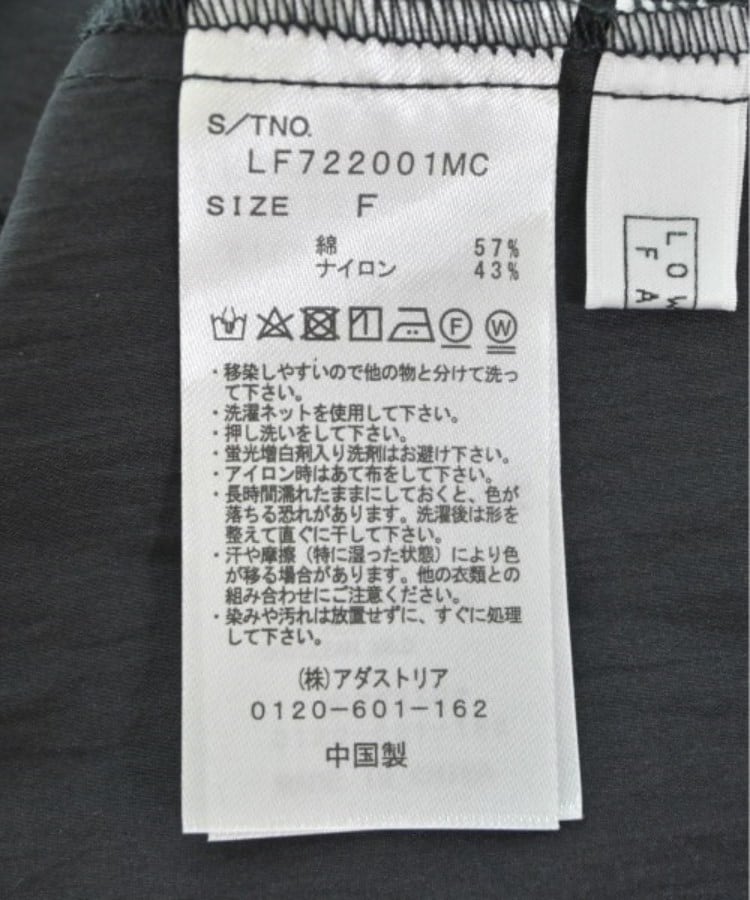 S/TNO.
LF722001MC
SIZE F
綿 57%
ナイロン 43%
F W
・移染しやすいので他の物と分けて洗っ
て下さい。
・洗濯ネットを使用して下さい。
・押し洗いをして下さい。
・蛍光増白剤入り洗剤はお避け下さい。
・アイロン時はあて布をして下さい。
・長時間濡れたままにしておくと、色が
落ちる恐れがあります。洗濯後は形を
整えて直ぐに干して下さい。
・汗や摩擦（特に湿った状態）により色
が移る場合があります。他の衣類との
組み合わせにご注意ください。
・染みや汚れは放置せずに、すぐに処理
して下さい。
(株)アダストリア
0120-601-162
中国製
LOW
FA